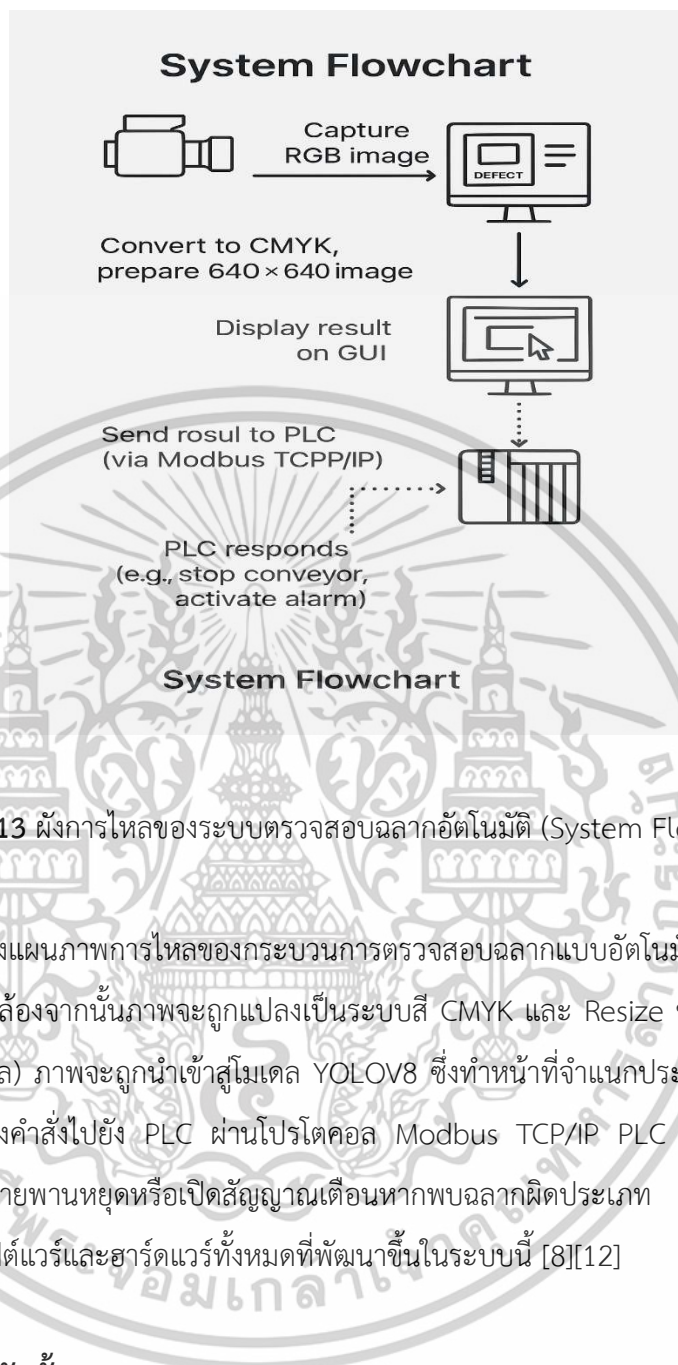 System Flowchart
Capture
RGB image
DEFECT
Convert to CMYK,
prepare 640 × 640 image
Display result
on GUI
Send rosul to PLC
(via Modbus TCPP/IP)
PLC responds
(e.g., stop conveyor,
activate alarm)
System Flowchart
13 ผังการไหลของระบบตรวจสอบฉลากอัตโนมัติ (System Flo
งแผนภาพการไหลของกระบวนการตรวจสอบฉลากแบบอัตโนมั
ล้องจากนั้นภาพจะถูกแปลงเป็นระบบสี CMYK และ Resize
ล) ภาพจะถูกนำเข้าสู่โมเดล YOLOV8 ซึ่งทำหน้าที่จำแนกประ
งคำสั่งไปยัง PLC ผ่านโปรโตคอล Modbus TCP/IP PLC
ายพานหยุดหรือเปิดสัญญาณเตือนหากพบฉลากผิดประเภท
ต์แวร์และฮาร์ดแวร์ทั้งหมดที่พัฒนาขึ้นในระบบนี้ [8][12]